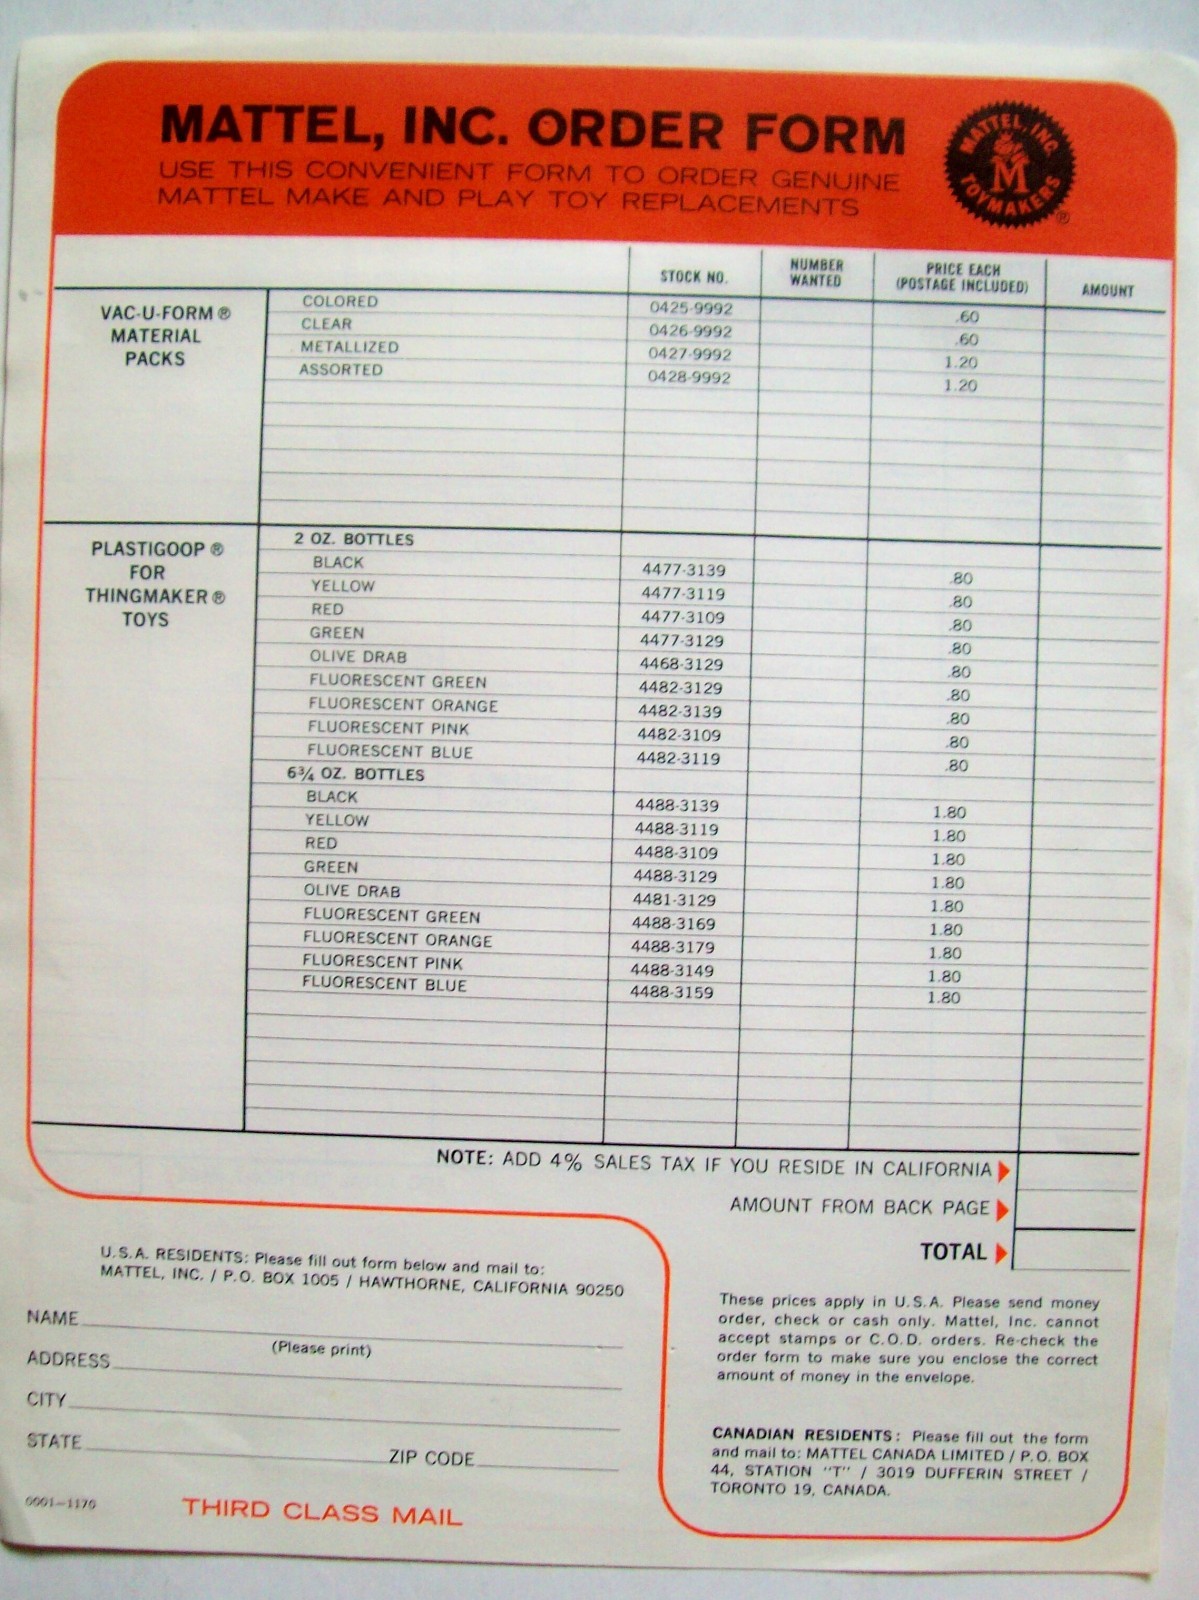 MATTEL, INC. ORDER FORM
USE THIS CONVENIENT FORM TO ORDER GENUINE
MATTEL MAKE AND PLAY TOY REPLACEMENTS
MATTEL, INC.
M
TOYMAKERS ®
STOCK NO. NUMBER WANTED PRICE EACH (POSTAGE INCLUDED) AMOUNT
VAC-U-FORM ®
MATERIAL
PACKS
COLORED 0425-9992 .60
CLEAR 0426-9992 .60
METALLIZED 0427-9992 1.20
ASSORTED 0428-9992 1.20
PLASTIGOOP ®
FOR
THINGMAKER ®
TOYS
2 OZ. BOTTLES
BLACK 4477-3139 .80
YELLOW 4477-3119 .80
RED 4477-3109 .80
GREEN 4477-3129 .80
OLIVE DRAB 4468-3129 .80
FLUORESCENT GREEN 4482-3129 .80
FLUORESCENT ORANGE 4482-3139 .80
FLUORESCENT PINK 4482-3109 .80
FLUORESCENT BLUE 4482-3119 .80
6¾ OZ. BOTTLES
BLACK 4488-3139 1.80
YELLOW 4488-3119 1.80
RED 4488-3109 1.80
GREEN 4488-3129 1.80
OLIVE DRAB 4481-3129 1.80
FLUORESCENT GREEN 4488-3169 1.80
FLUORESCENT ORANGE 4488-3179 1.80
FLUORESCENT PINK 4488-3149 1.80
FLUORESCENT BLUE 4488-3159 1.80
NOTE: ADD 4% SALES TAX IF YOU RESIDE IN CALIFORNIA
AMOUNT FROM BACK PAGE
TOTAL
U.S.A. RESIDENTS: Please fill out form below and mail to:
MATTEL, INC. / P.O. BOX 1005 / HAWTHORNE, CALIFORNIA 90250
NAME
(Please print)
ADDRESS
CITY
STATE ZIP CODE
0001-1170 THIRD CLASS MAIL
These prices apply in U.S.A. Please send money
order, check or cash only. Mattel, Inc. cannot
accept stamps or C.O.D. orders. Re-check the
order form to make sure you enclose the correct
amount of money in the envelope.
CANADIAN RESIDENTS: Please fill out the form
and mail to: MATTEL CANADA LIMITED / P.O. BOX
44, STATION "T" / 3019 DUFFERIN STREET /
TORONTO 19, CANADA.